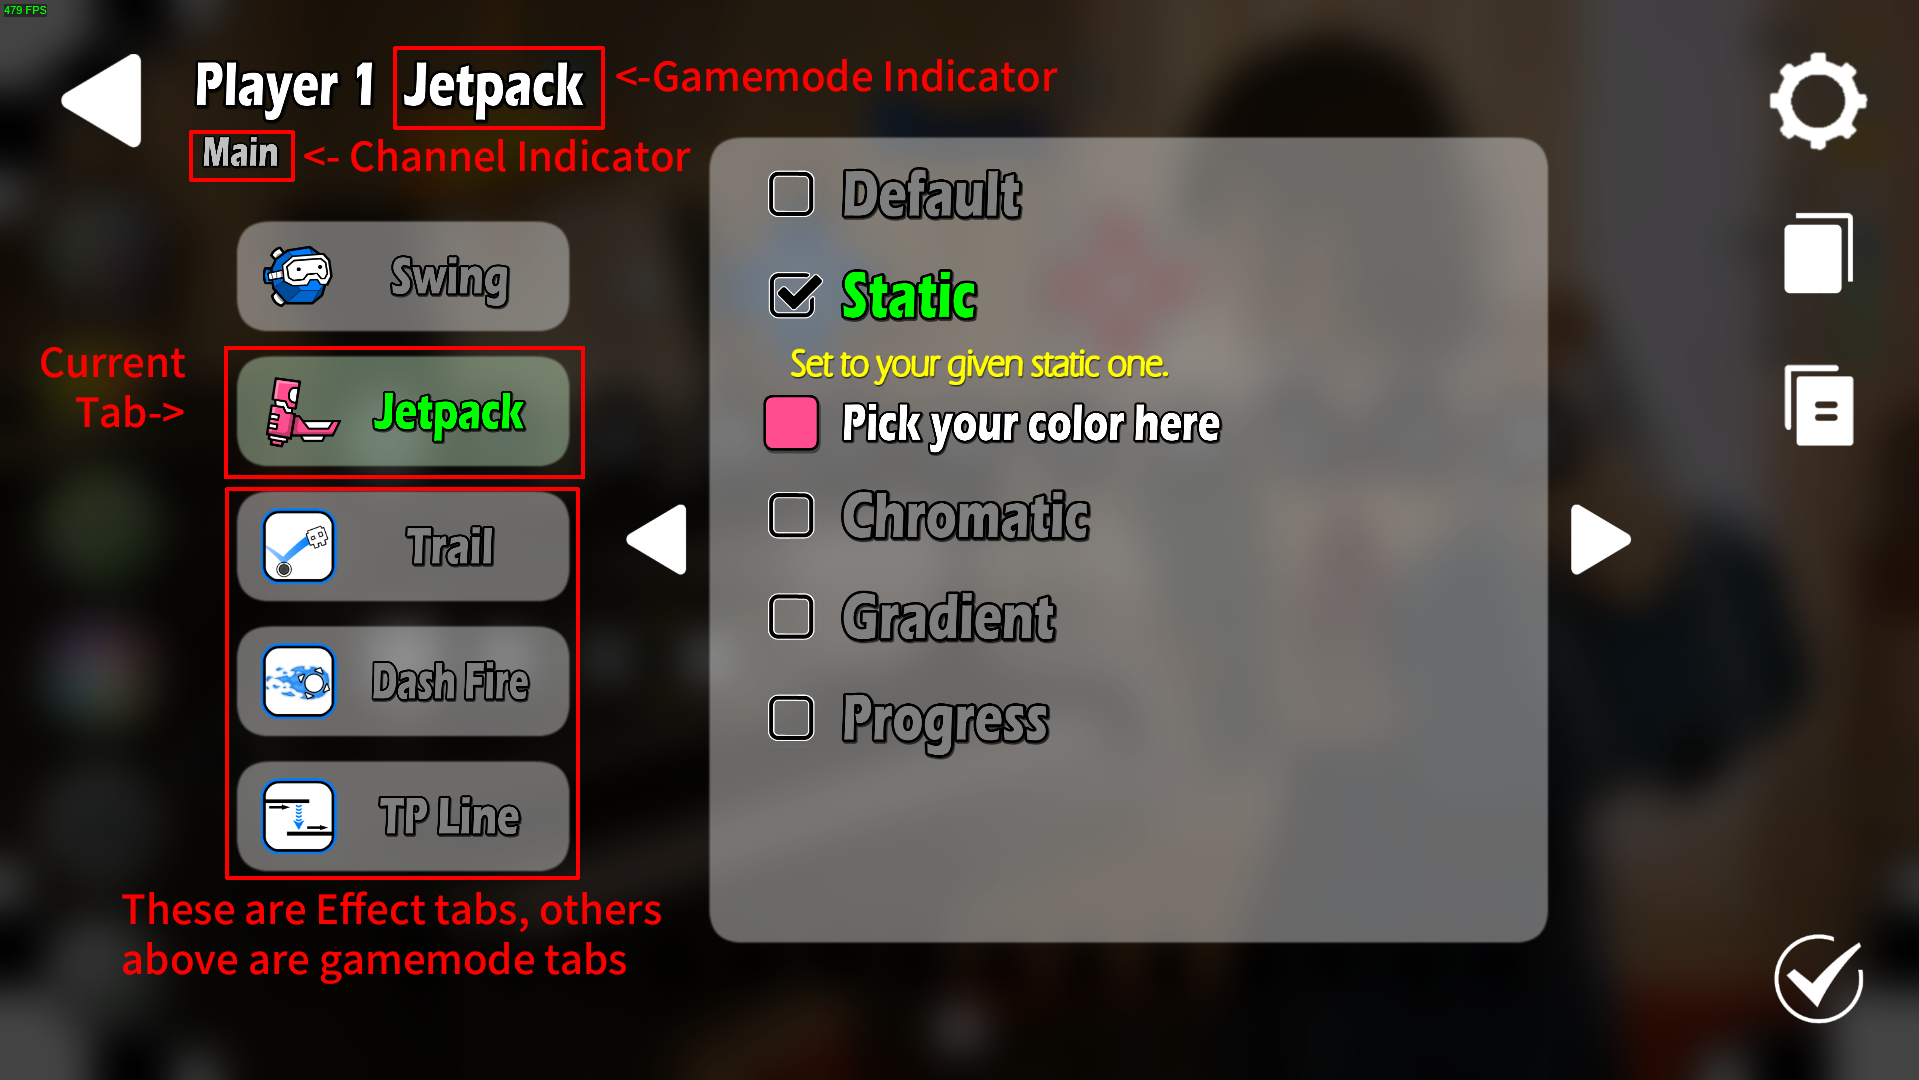 479 FPS
Player 1 Jetpack <-Gamemode Indicator
Main <- Channel Indicator
Swing
Current
Tab->
Jetpack
Trail
Dash Fire
TP Line
These are Effect tabs, others
above are gamemode tabs
Default
Static
Set to your given static one.
Pick your color here
Chromatic
Gradient
Progress